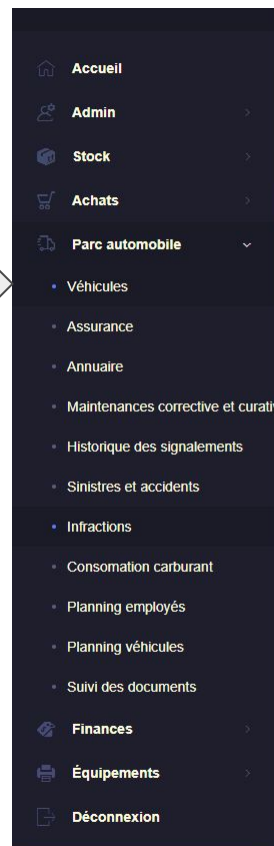 Accueil
Admin
Stock
Achats
Parc automobile
Véhicules
Assurance
Annuaire
Maintenances corrective et curati
Historique des signalements
Sinistres et accidents
Infractions
Consomation carburant
Planning employés
Planning véhicules
Suivi des documents
Finances
Équipements
Déconnexion